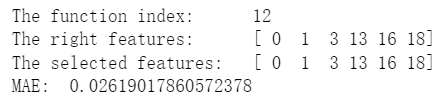 The function index: 12
The right features: [ 0 1 3 13 16 18]
The selected features: [ 0 1 3 13 16 18]
MAE: 0.02619017860572378